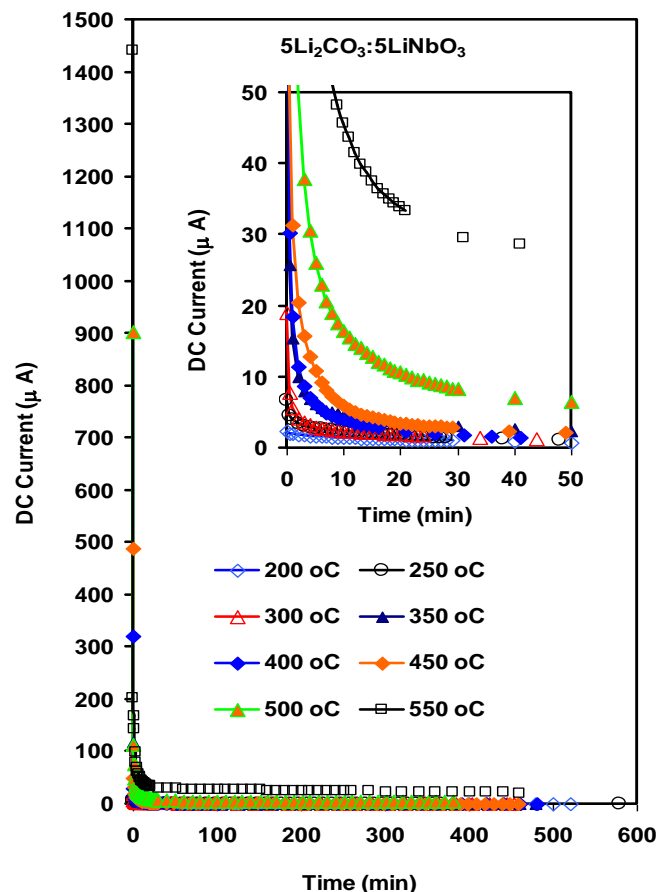 5Li₂CO₃:5LiNbO₃
1500
1400
1300
1200
1100
1000
900
800
700
600
500
400
300
200
100
0
DC Current (μ A)
0 100 200 300 400 500 600
Time (min)
50
40
30
20
10
0
DC Current (μ A)
0 10 20 30 40 50
Time (min)
200 oC 250 oC
300 oC 350 oC
400 oC 450 oC
500 oC 550 oC